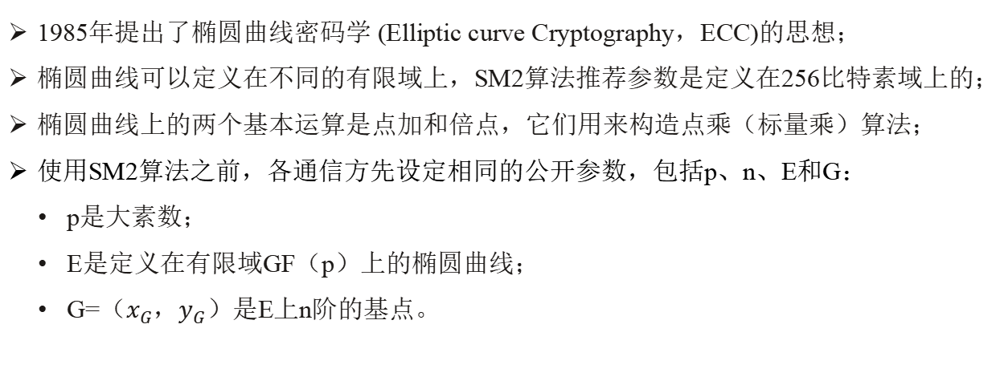 ➢ 1985年提出了椭圆曲线密码学 (Elliptic curve Cryptography，ECC)的思想；
➢ 椭圆曲线可以定义在不同的有限域上，SM2算法推荐参数是定义在256比特素域上的；
➢ 椭圆曲线上的两个基本运算是点加和倍点，它们用来构造点乘（标量乘）算法；
➢ 使用SM2算法之前，各通信方先设定相同的公开参数，包括p、n、E和G：
• p是大素数；
• E是定义在有限域GF（p）上的椭圆曲线；
• G=（𝑥𝐺，𝑦𝐺）是E上n阶的基点。